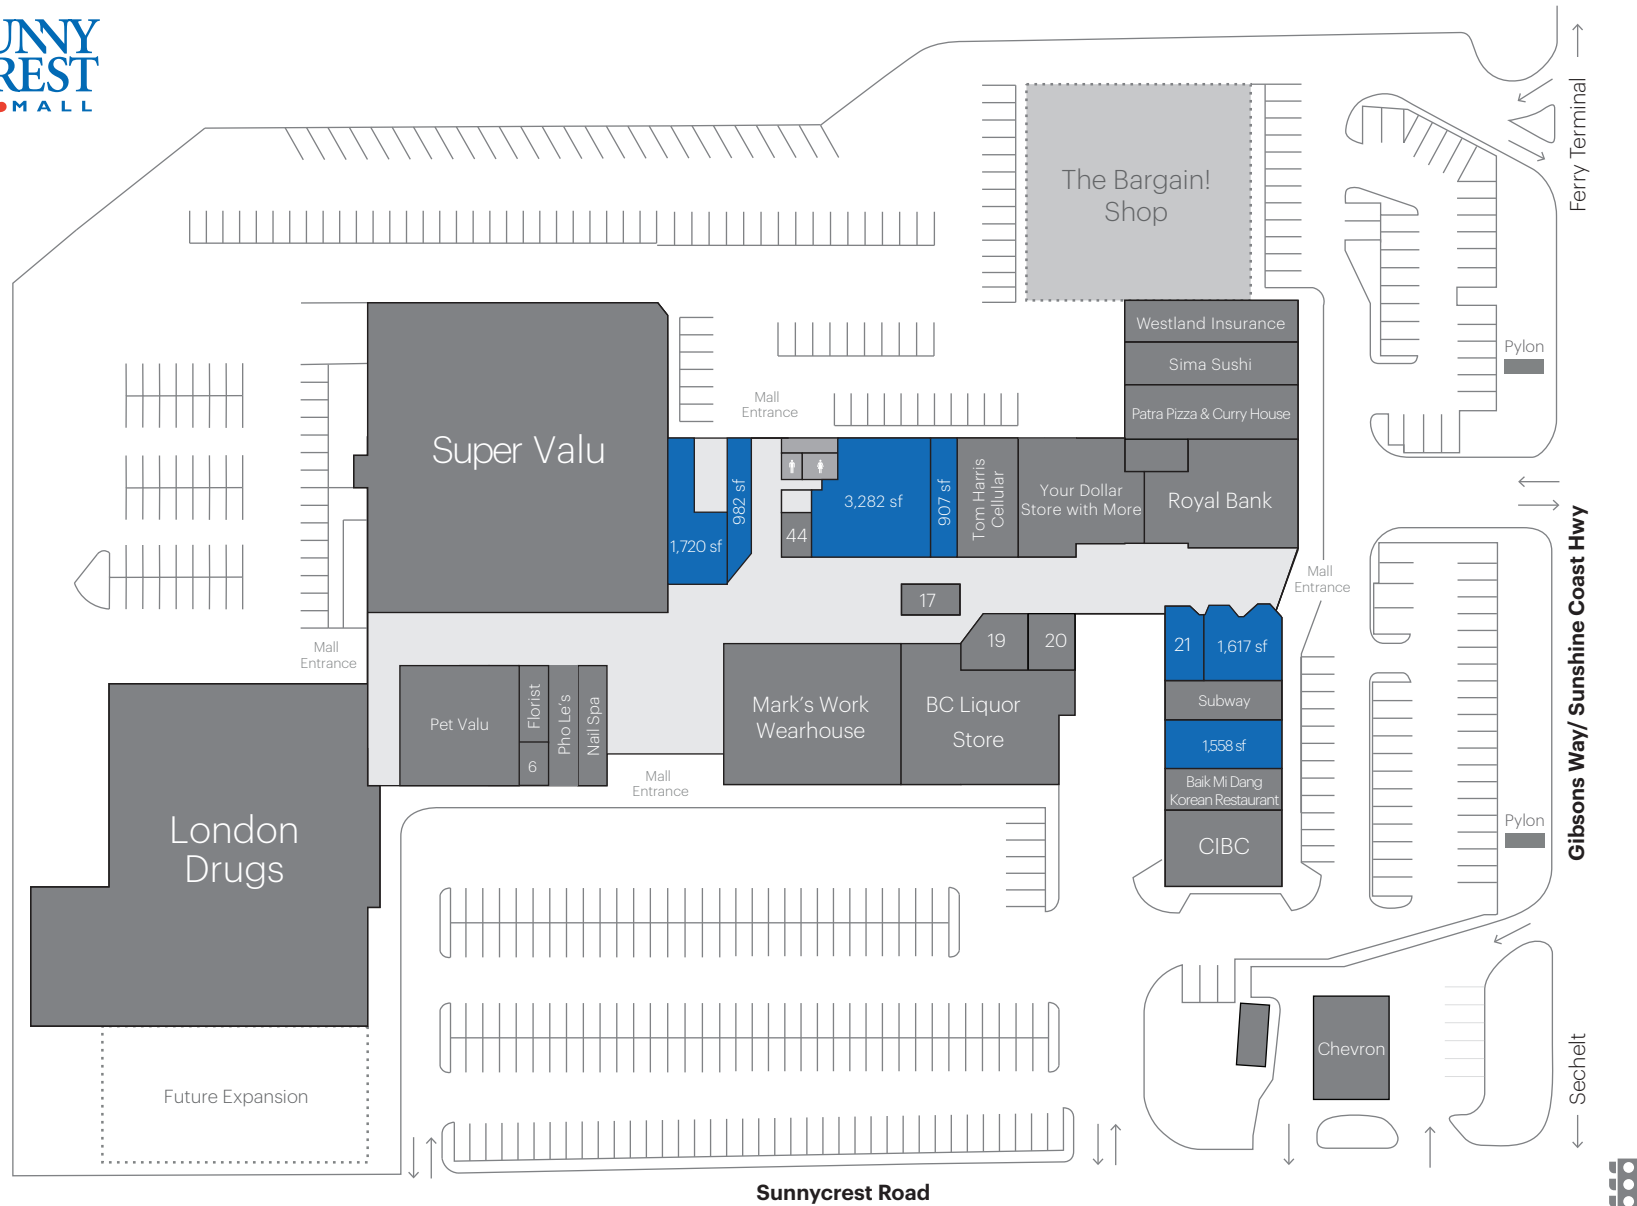 UNNY
REST
MALL
Ferry Terminal
The Bargain!
Shop
Westland Insurance
Sima Sushi
Patra Pizza & Curry House
Pylon
Mall
Entrance
Super Valu
1,720 sf
982 sf
44
3,282 sf
907 sf
Tom Harris
Cellular
Your Dollar
Store with More
Royal Bank
Mall
Entrance
Gibsons Way/ Sunshine Coast Hwy
17
19
20
21
1,617 sf
Mall
Entrance
Pet Valu
Florist
6
Pho Le's
Nail Spa
Mall
Entrance
Mark's Work
Wearhouse
BC Liquor
Store
Subway
1,558 sf
Baik Mi Dang
Korean Restaurant
CIBC
Pylon
London
Drugs
Chevron
Sechelt
Future Expansion
Sunnycrest Road